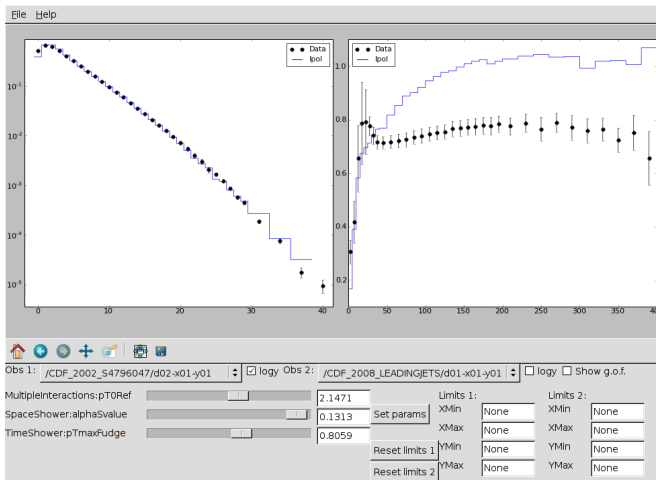 File Help
Data
Ipol
10⁻¹
10⁻²
10⁻³
10⁻⁴
10⁻⁵
0 10 20 30 40
Data
Ipol
1.0
0.8
0.6
0.4
0.2
0 50 100 150 200 250 300 350 40
Obs 1: /CDF_2002_S4796047/d02-x01-y01 logy Obs 2: /CDF_2008_LEADINGJETS/d01-x01-y01 logy Show g.o.f.
MultipleInteractions:pT0Ref 2.1471
SpaceShower:alphaSvalue 0.1313
TimeShower:pTmaxFudge 0.8059
Set params
Reset limits 1
Reset limits 2
Limits 1:
XMin None
XMax None
YMin None
YMax None
Limits 2:
XMin None
XMax None
YMin None
YMax None